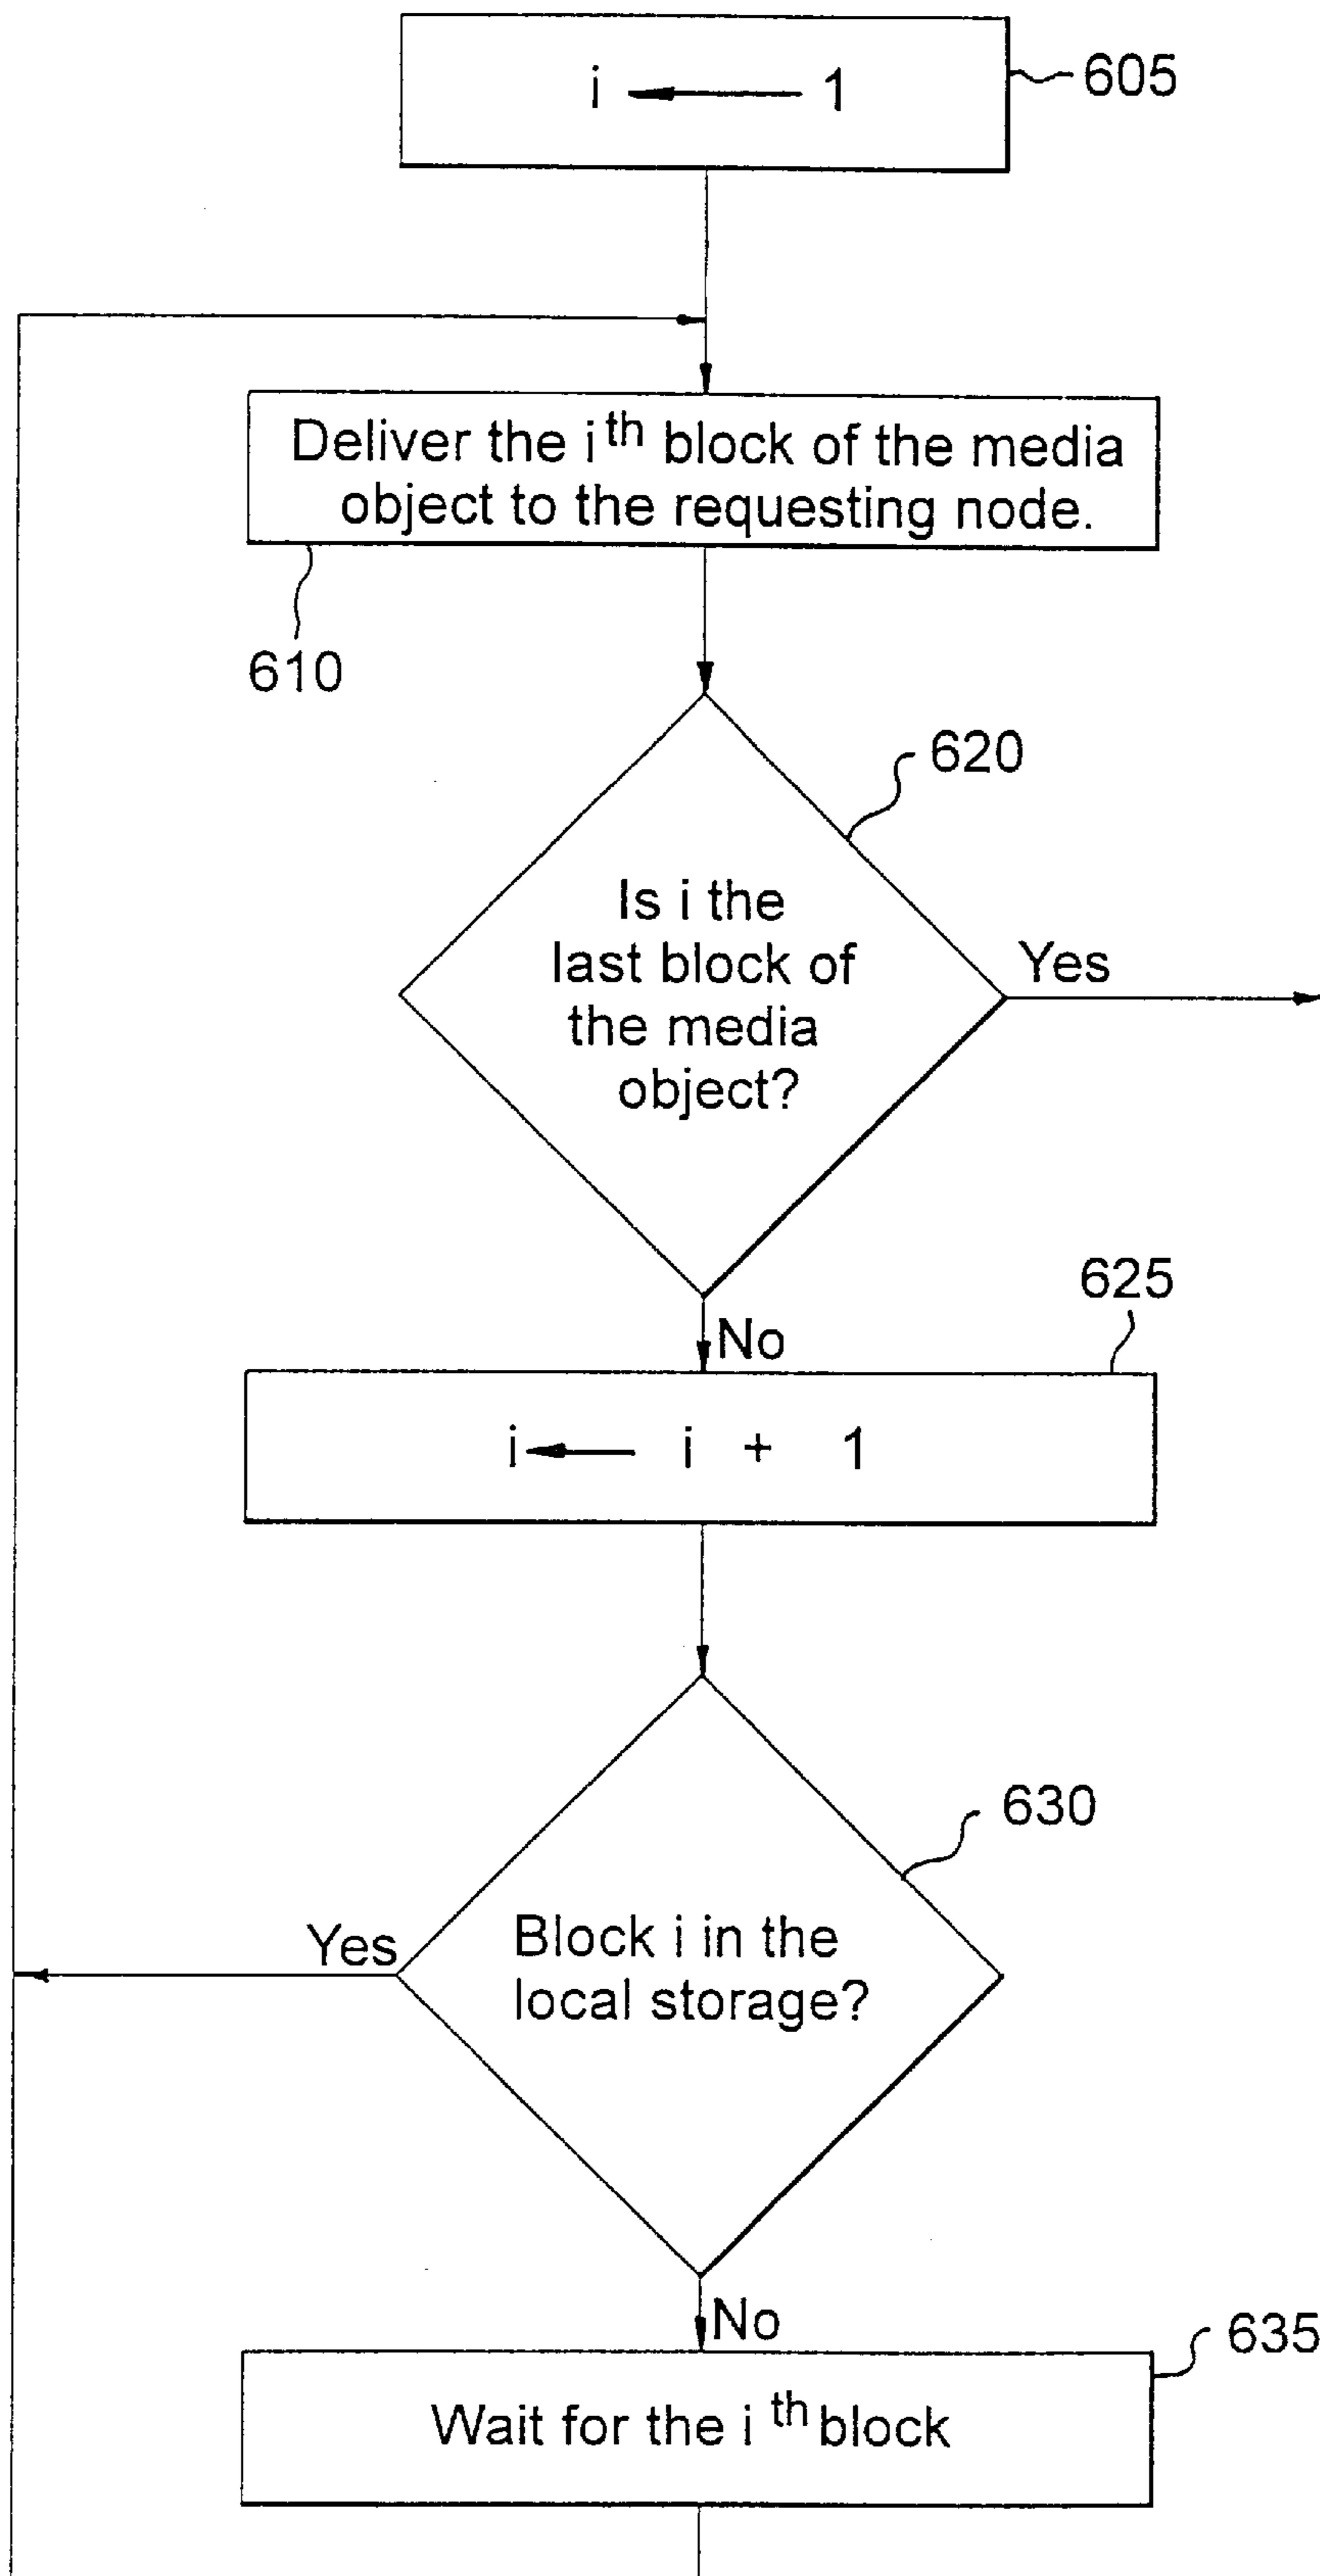 i ← 1
605
Deliver the i th block of the media
object to the requesting node.
610
620
Is i the
last block of
the media
object?
Yes
No
625
i ← i + 1
630
Block i in the
local storage?
Yes
No
635
Wait for the i th block